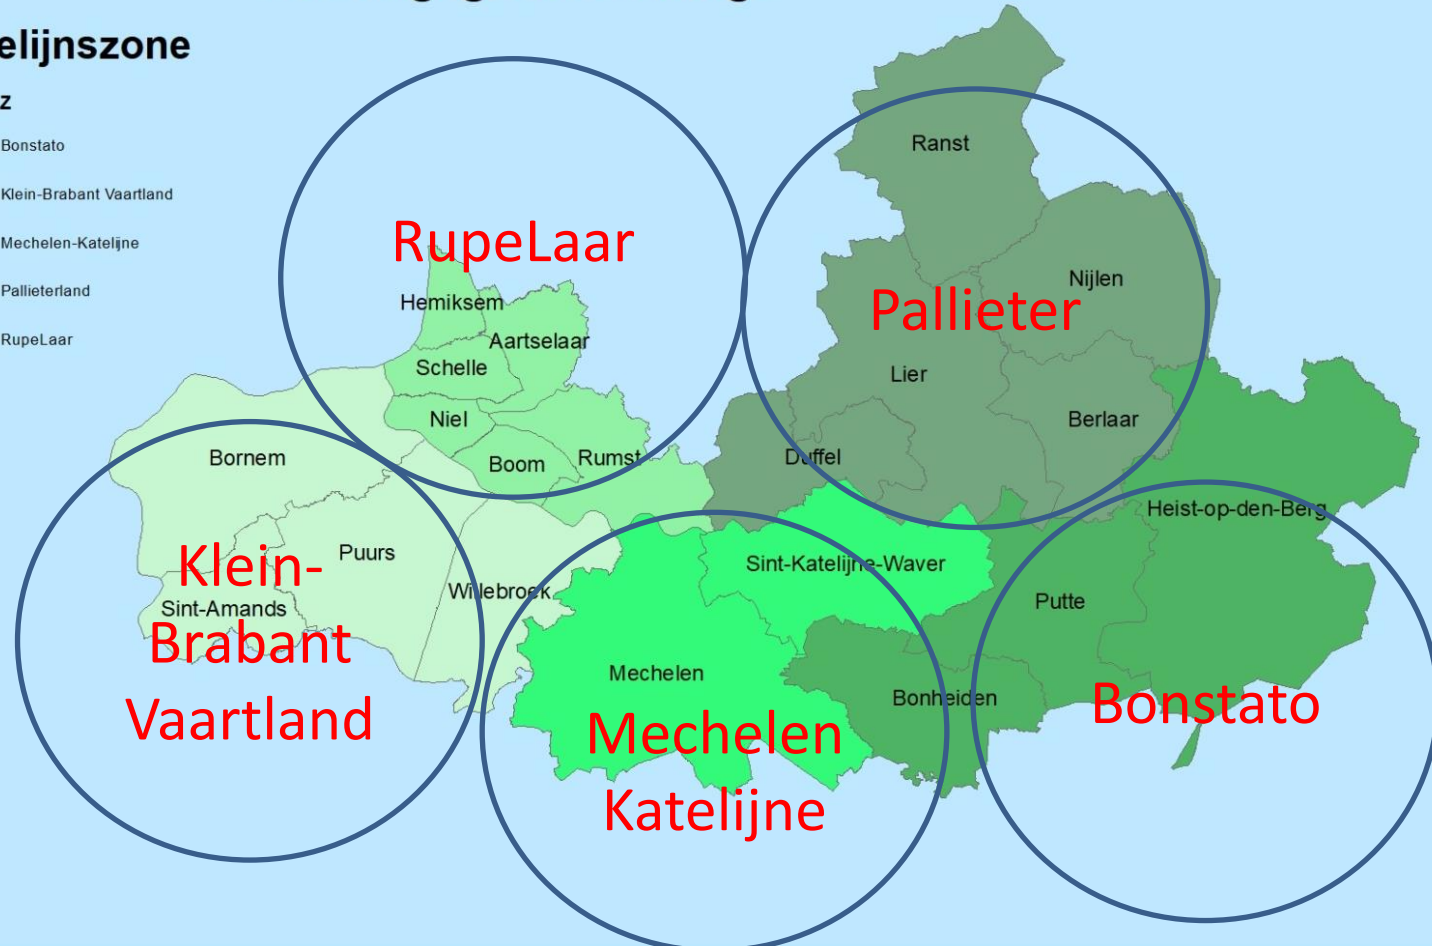 elijnszone
z
Bonstato
Klein-Brabant Vaartland
Mechelen-Katelijne
Pallieterland
RupeLaar
Ranst
RupeLaar
Nijlen
Hemiksem
Pallieter
Aartselaar
Schelle
Lier
Niel
Berlaar
Bornem
Boom
Rumst
Duffel
Heist-op-den-Berg
Puurs
Klein-
Brabant
Vaartland
Sint-Katelijne-Waver
Willebroek
Sint-Amands
Putte
Mechelen
Bonheiden
Bonstato
Mechelen
Katelijne